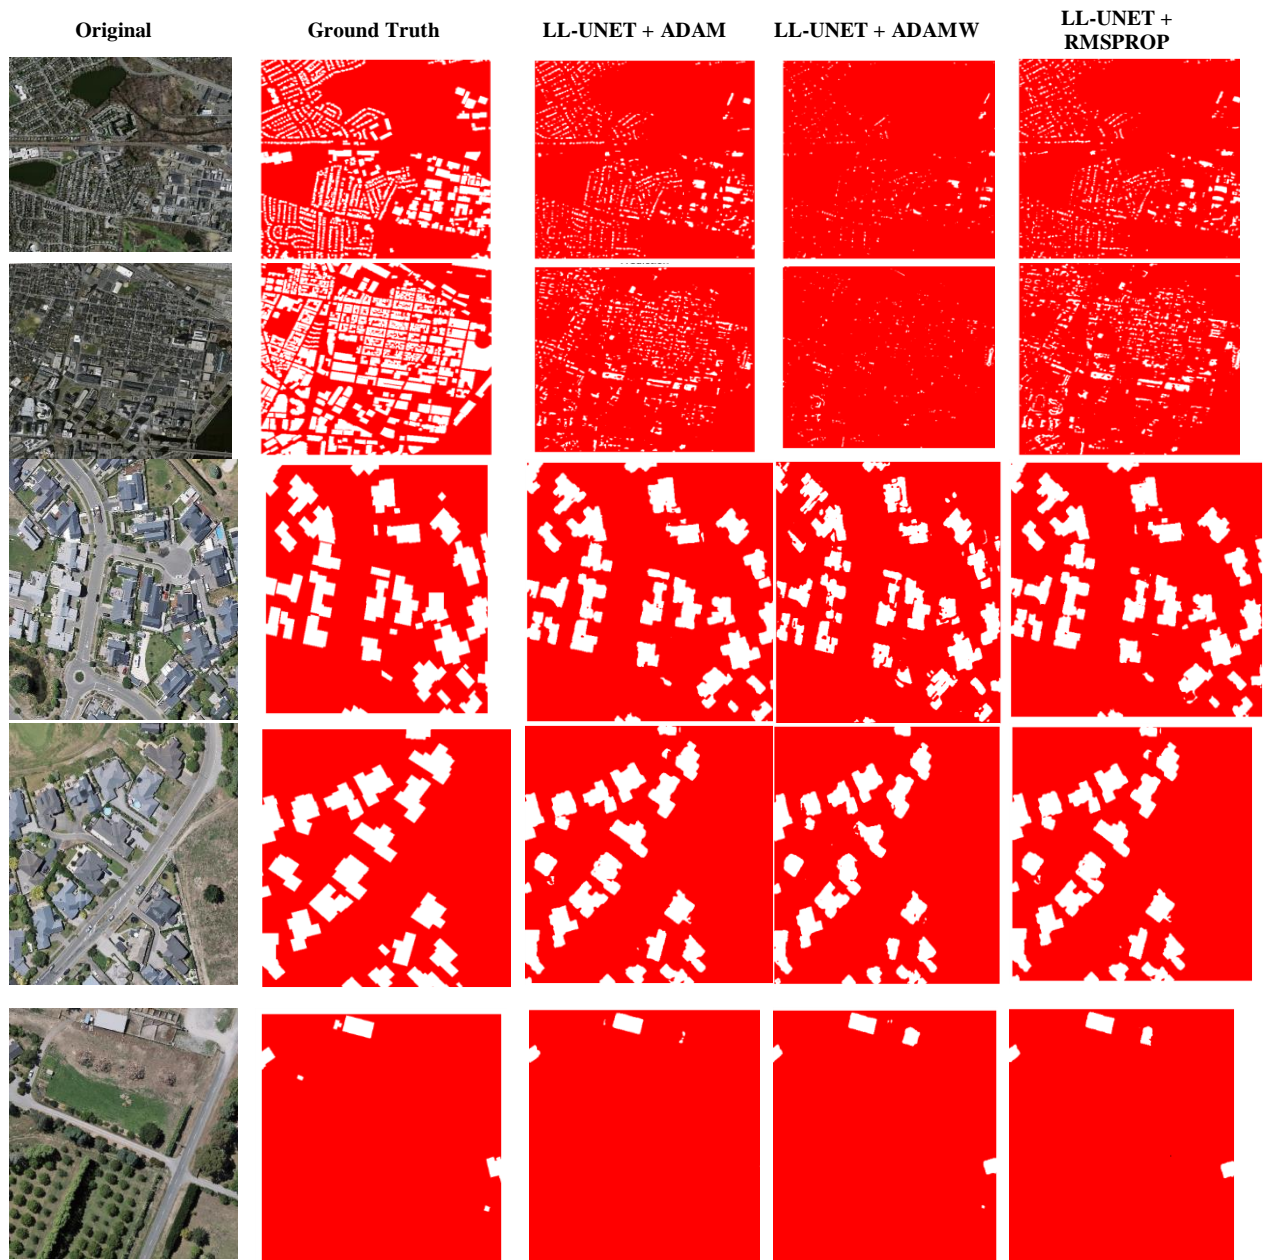 Original
Ground Truth
LL-UNET + ADAM
LL-UNET + ADAMW
LL-UNET +
RMSPROP